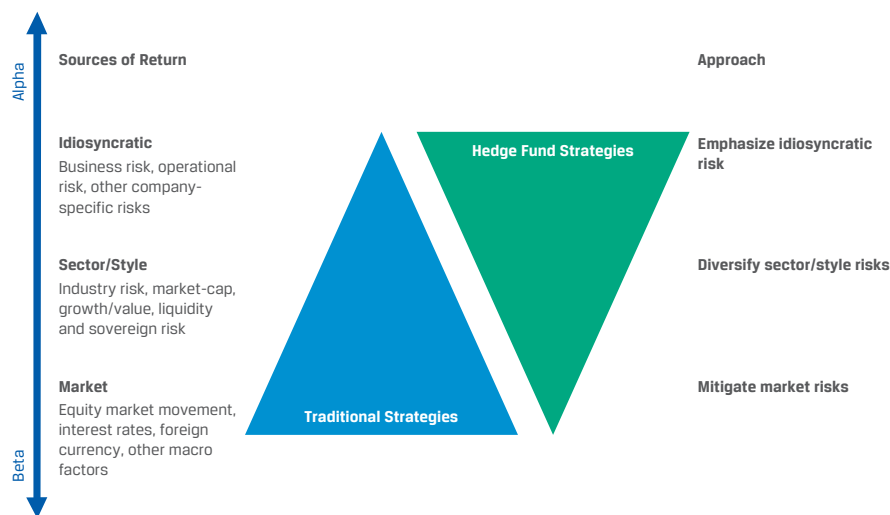 Alpha
Sources of Return
Approach
Idiosyncratic
Business risk, operational
risk, other company-
specific risks
Hedge Fund Strategies
Emphasize idiosyncratic
risk
Sector/Style
Industry risk, market-cap,
growth/value, liquidity
and sovereign risk
Diversify sector/style risks
Market
Equity market movement,
interest rates, foreign
currency, other macro
factors
Traditional Strategies
Mitigate market risks
Beta